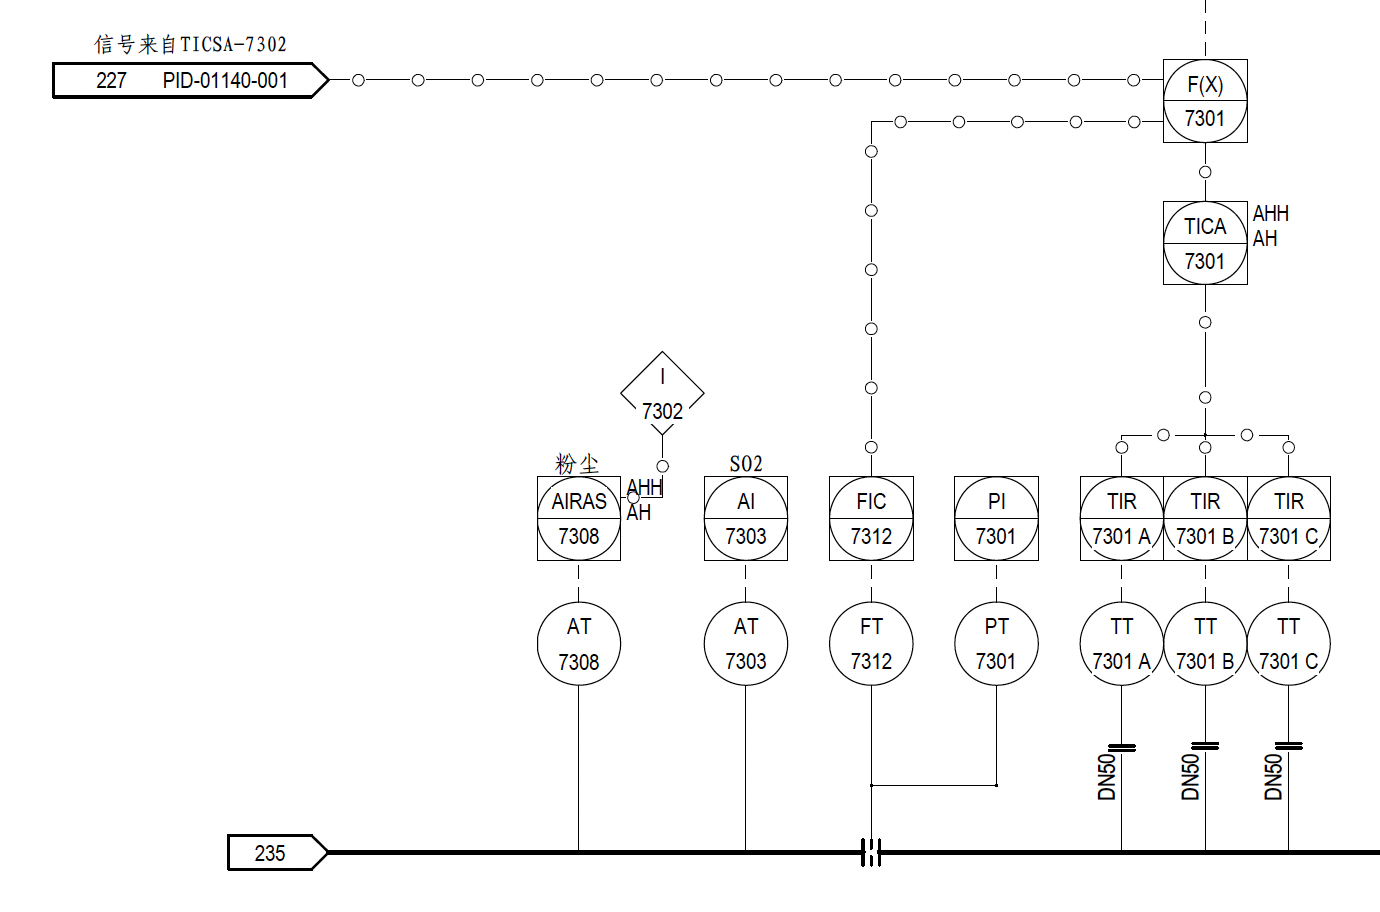 信号来自TICSA-7302
227 PID-01140-001
F(X)
7301
TICA
7301
AHH
AH
I
7302
粉尘
SO2
AIRAS
7308
AHH
AH
AI
7303
FIC
7312
PI
7301
TIR
7301 A
TIR
7301 B
TIR
7301 C
AT
7308
AT
7303
FT
7312
PT
7301
TT
7301 A
TT
7301 B
TT
7301 C
DN50
DN50
DN50
235